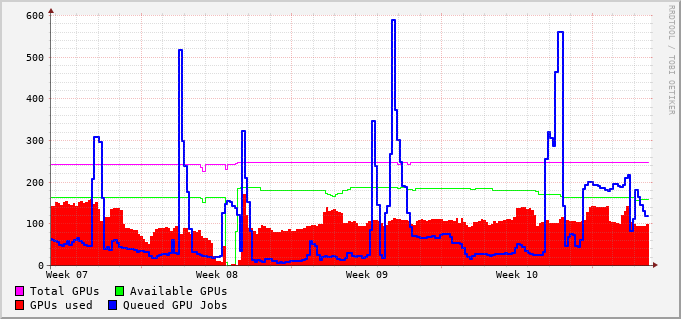 600
500
400
300
200
100
0
Week 07 Week 08 Week 09 Week 10
Total GPUs Available GPUs
GPUs used Queued GPU Jobs
RRDTOOL / TOBI OETIKER